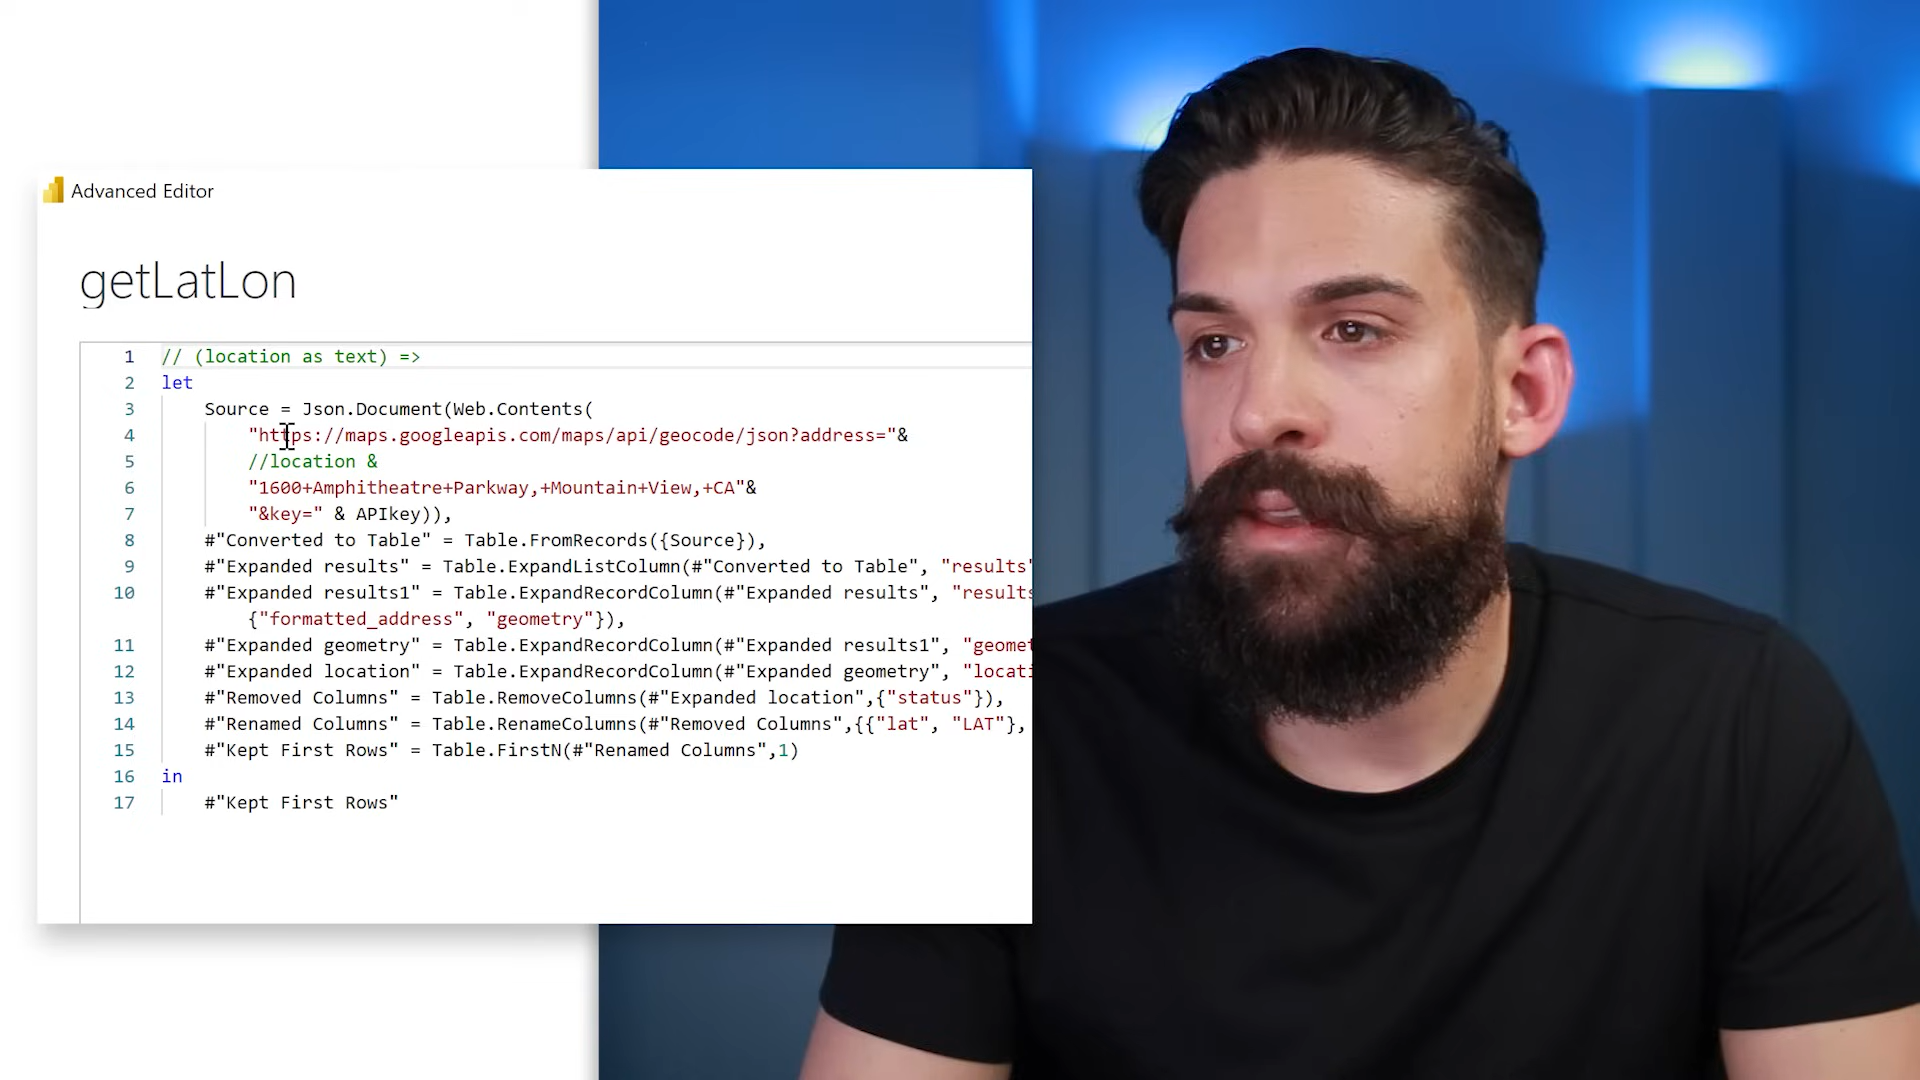 Advanced Editor
getLatLon
1 // (location as text) =>
2 let
3 Source = Json.Document(Web.Contents(
4 "https://maps.googleapis.com/maps/api/geocode/json?address="&
5 //location &
6 "1600+Amphitheatre+Parkway,+Mountain+View,+CA"&
7 "&key=" & APIkey)),
8 #"Converted to Table" = Table.FromRecords({Source}),
9 #"Expanded results" = Table.ExpandListColumn(#"Converted to Table", "results"
10 #"Expanded results1" = Table.ExpandRecordColumn(#"Expanded results", "results
{"formatted_address", "geometry"}),
11 #"Expanded geometry" = Table.ExpandRecordColumn(#"Expanded results1", "geomet
12 #"Expanded location" = Table.ExpandRecordColumn(#"Expanded geometry", "locati
13 #"Removed Columns" = Table.RemoveColumns(#"Expanded location",{"status"}),
14 #"Renamed Columns" = Table.RenameColumns(#"Removed Columns",{{"lat", "LAT"},
15 #"Kept First Rows" = Table.FirstN(#"Renamed Columns",1)
16 in
17 #"Kept First Rows"